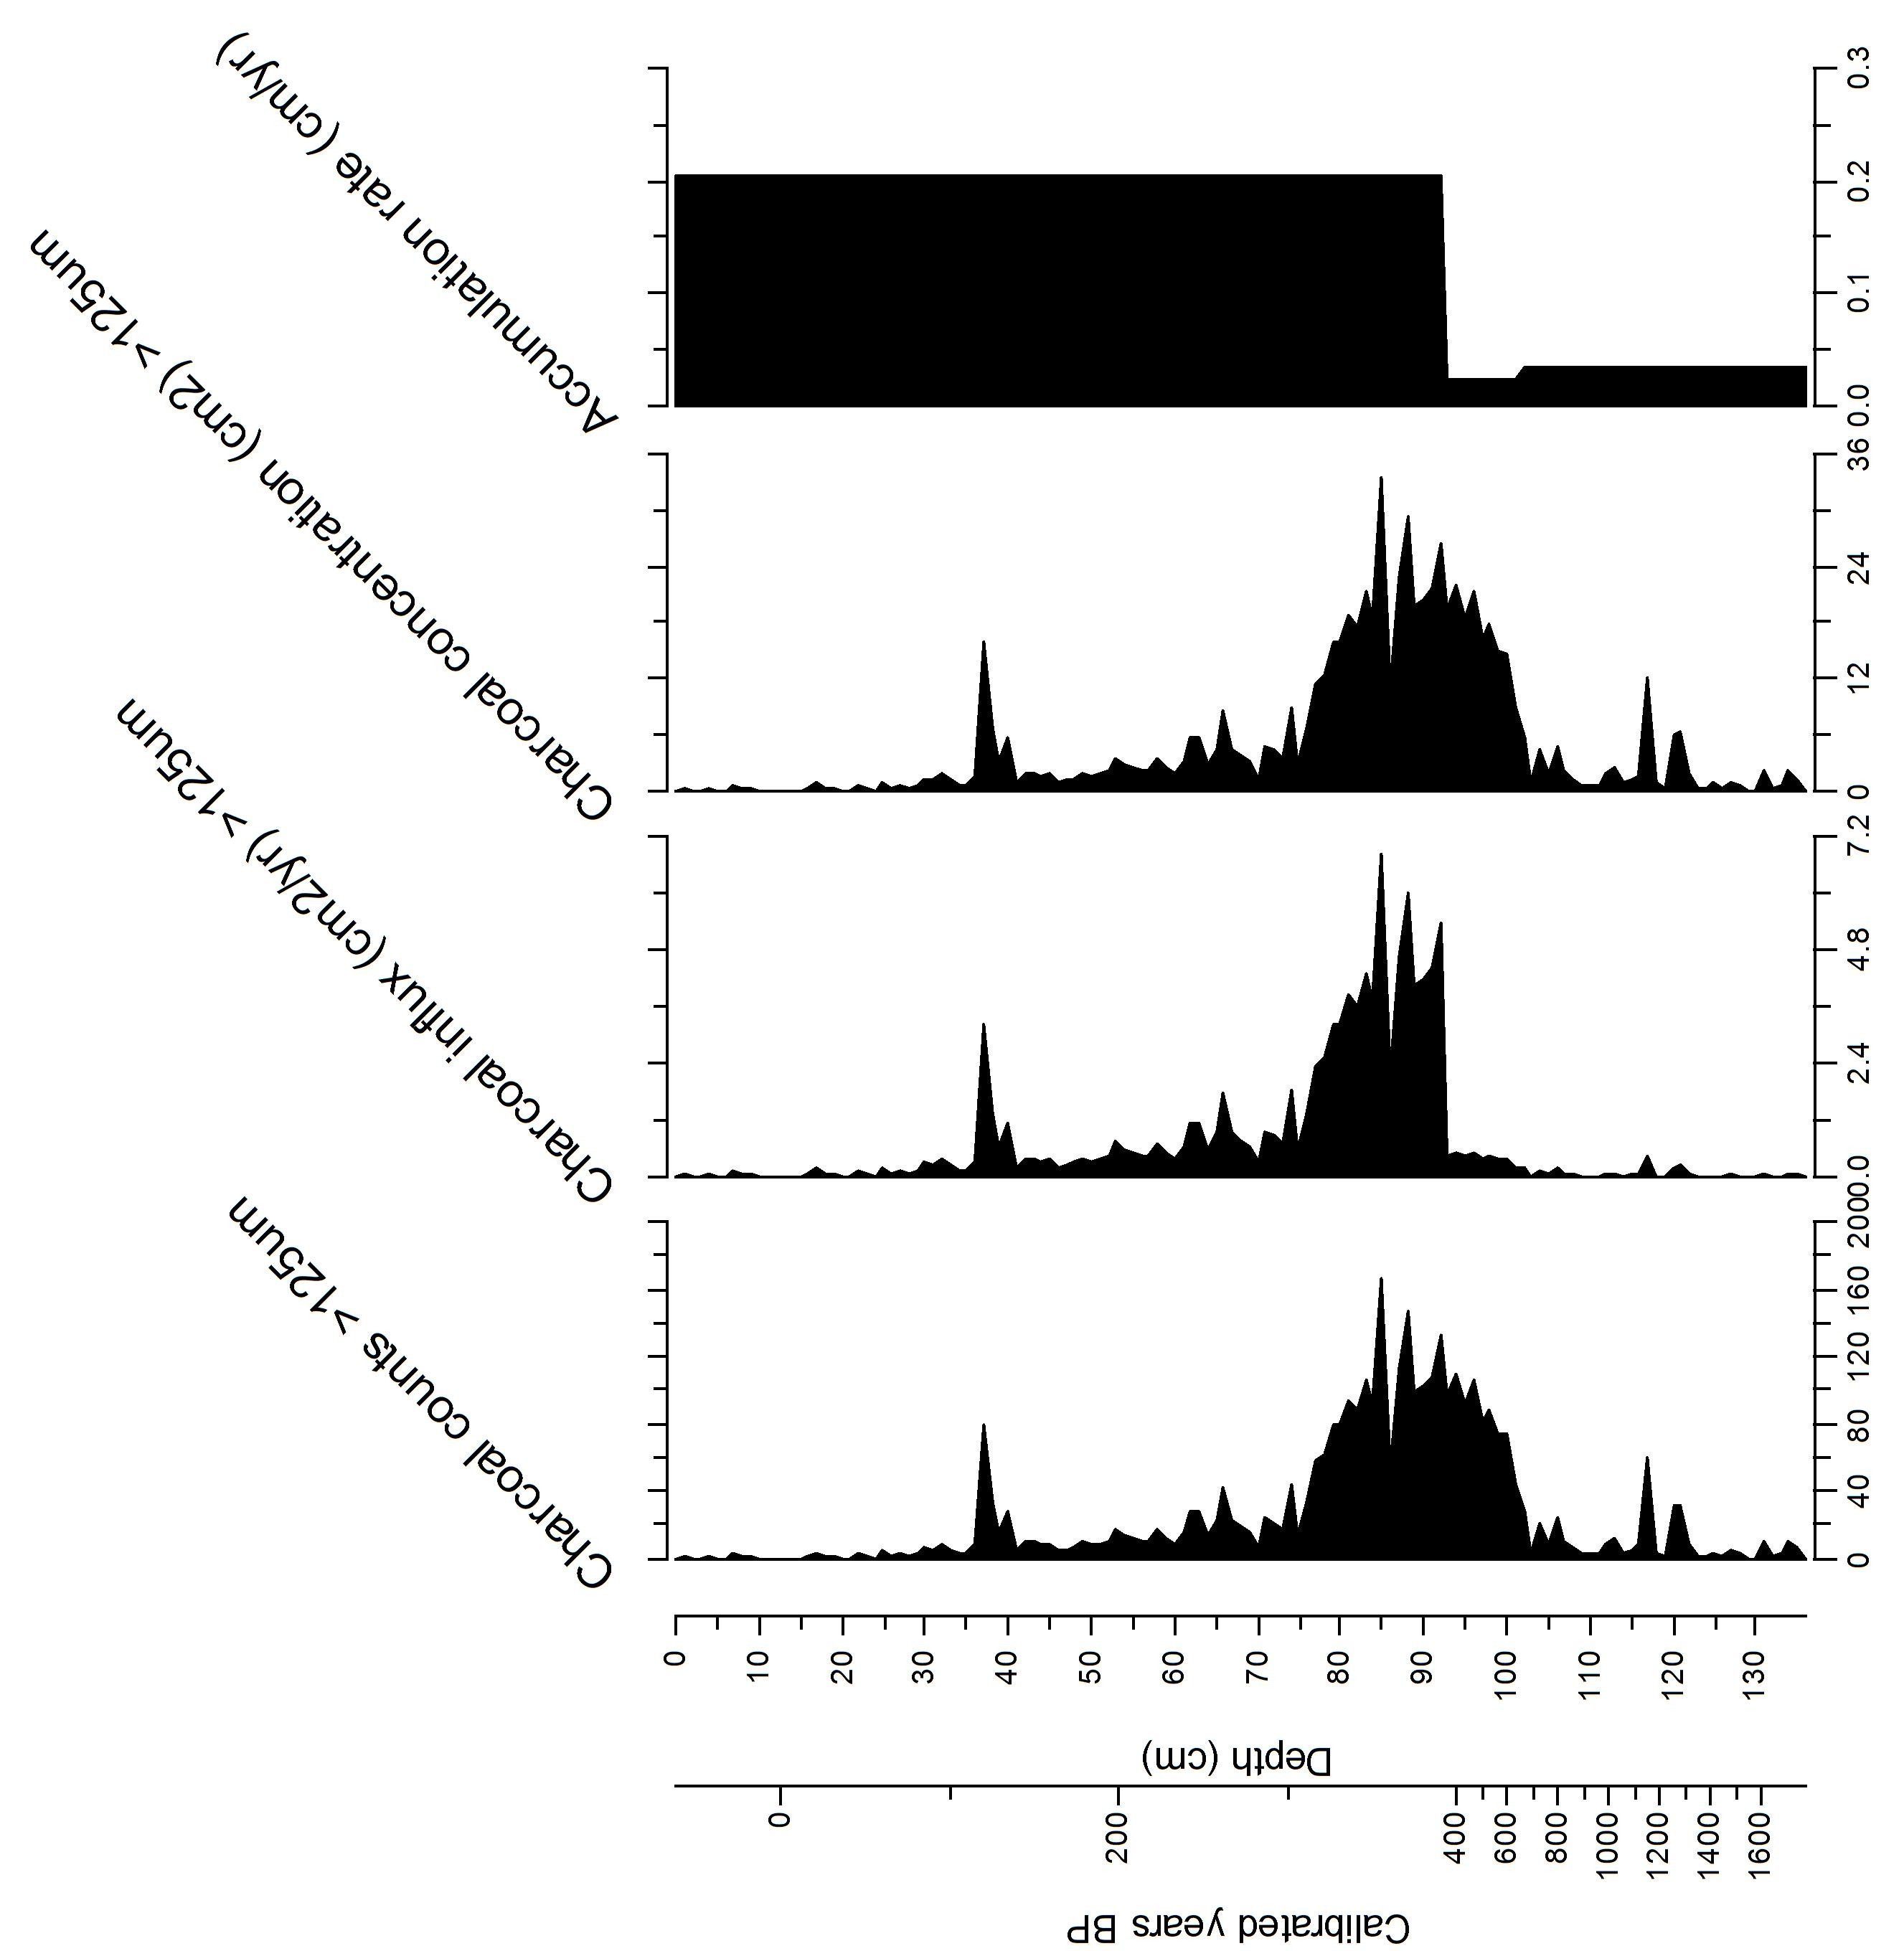 Accumulation rate (cm/yr)
Charcoal concentration (cm2) > 125um
Charcoal influx (cm2/yr) > 125um
Charcoal counts > 125um
0.0 0.1 0.2 0.3
0 12 24 36
0.0 2.4 4.8 7.2
0 40 80 120 160 200
0 10 20 30 40 50 60 70 80 90 100 110 120 130
Depth (cm)
0 200 400 600 800 1000 1200 1400 1600
Calibrated years BP